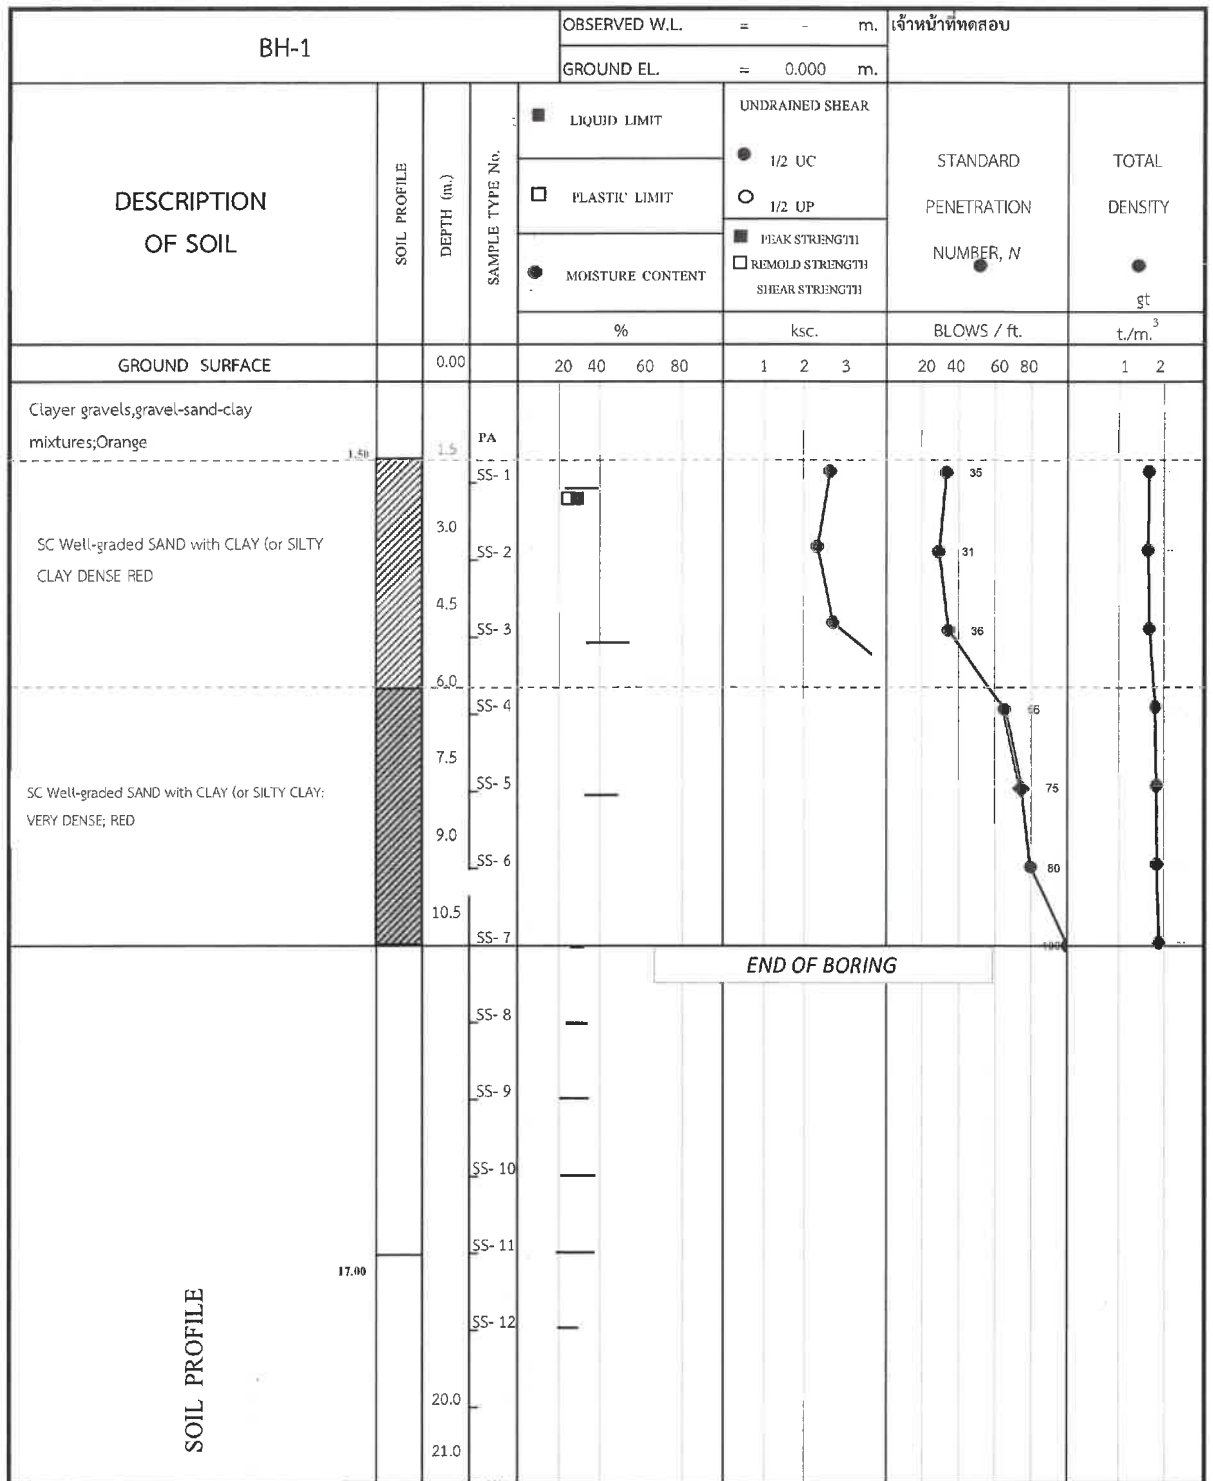 BH-1
OBSERVED W.L. = - m.
เจ้าหน้าที่ทดสอบ
GROUND EL. = 0.000 m.
DESCRIPTION
OF SOIL
SOIL PROFILE
DEPTH (m.)
SAMPLE TYPE No.
LIQUID LIMIT
PLASTIC LIMIT
MOISTURE CONTENT
%
UNDRAINED SHEAR
1/2 UC
1/2 UP
PEAK STRENGTH
REMOLD STRENGTH
SHEAR STRENGTH
ksc.
STANDARD
PENETRATION
NUMBER, N
BLOWS / ft.
TOTAL
DENSITY
gt
t./m.3
GROUND SURFACE
0.00
20 40 60 80
1 2 3
20 40 60 80
1 2
Clayer gravels,gravel-sand-clay
mixtures;Orange
1.50
1.5
PA
SS- 1
35
3.0
SC Well-graded SAND with CLAY (or SILTY
CLAY DENSE RED
SS- 2
31
4.5
SS- 3
36
6.0
SS- 4
66
7.5
SS- 5
75
SC Well-graded SAND with CLAY (or SILTY CLAY:
VERY DENSE; RED
9.0
SS- 6
80
10.5
SS- 7
100
END OF BORING
SS- 8
SS- 9
SS- 10
SS- 11
17.00
SS- 12
SOIL PROFILE
20.0
21.0